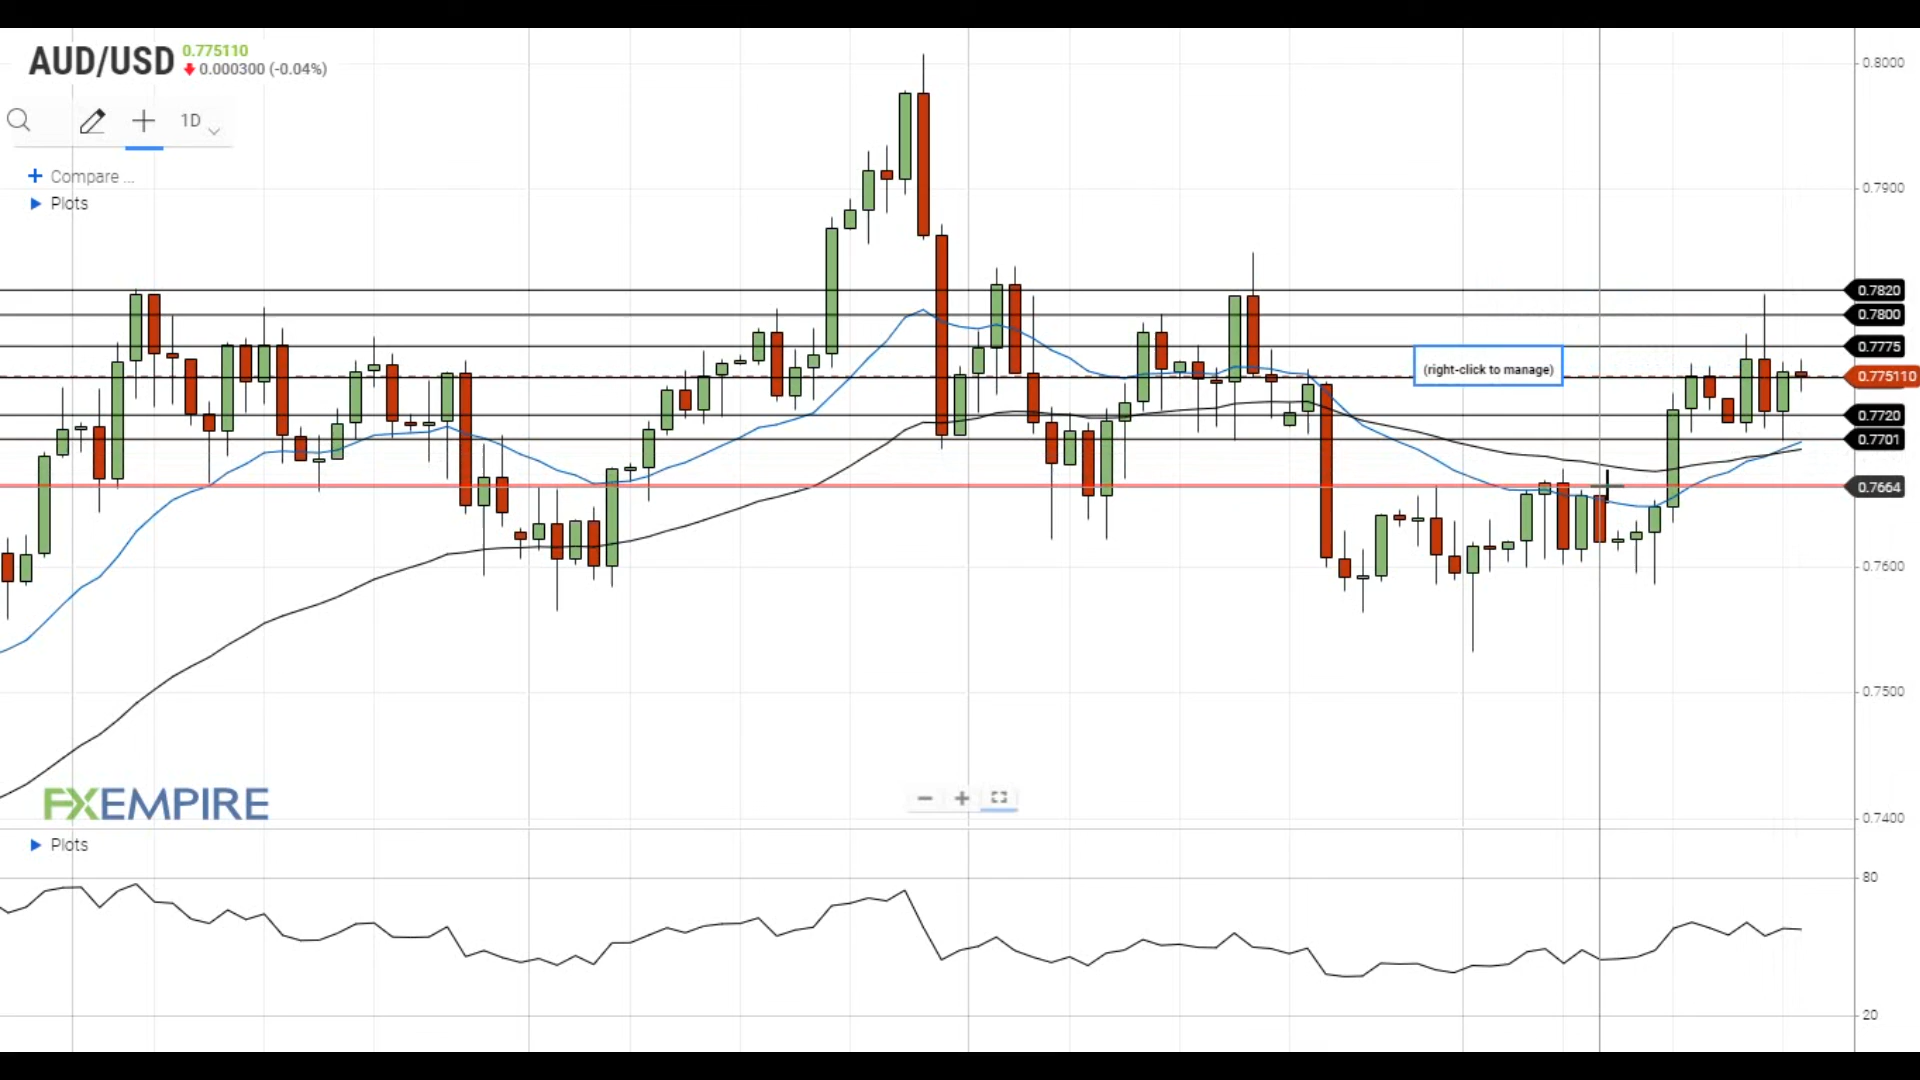 AUD/USD
0.775110
0.000300 (-0.04%)
1D
Compare ...
Plots
(right-click to manage)
0.8000
0.7900
0.7820
0.7800
0.7775
0.775110
0.7720
0.7701
0.7664
0.7600
0.7500
0.7400
FXEMPIRE
Plots
80
20